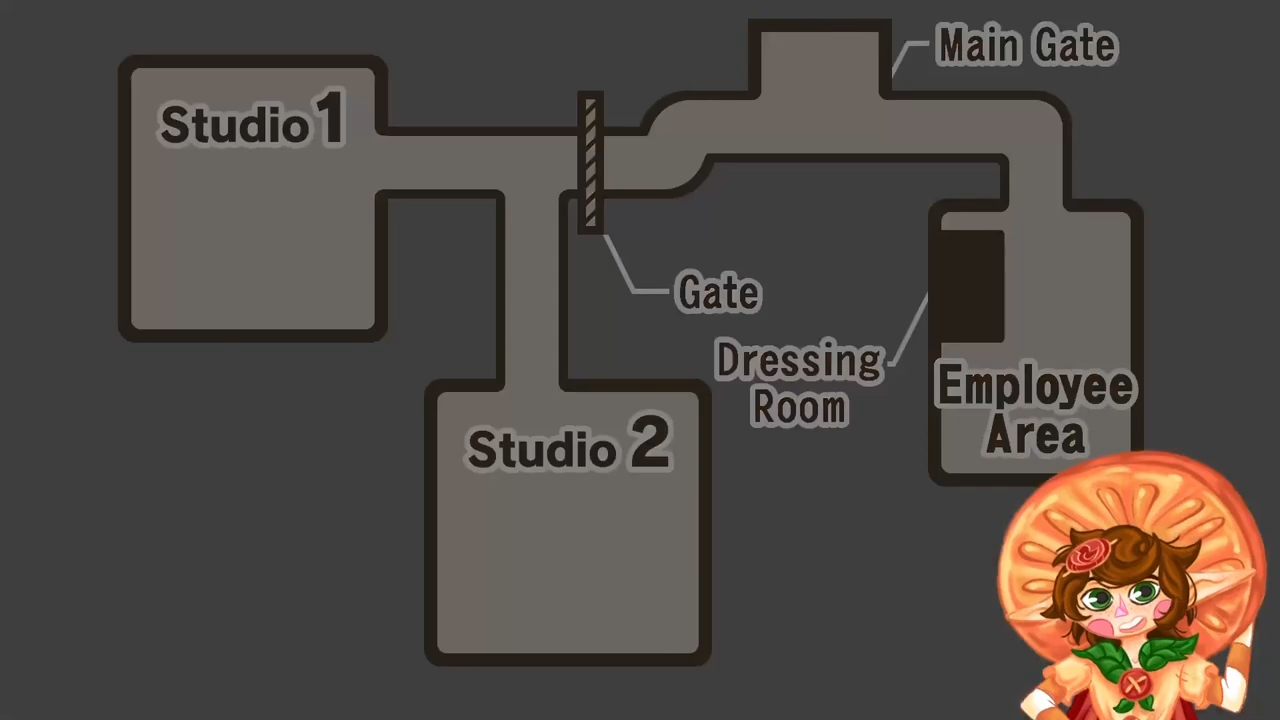 Main Gate
Studio 1
Gate
Dressing
Room
Employee
Area
Studio 2